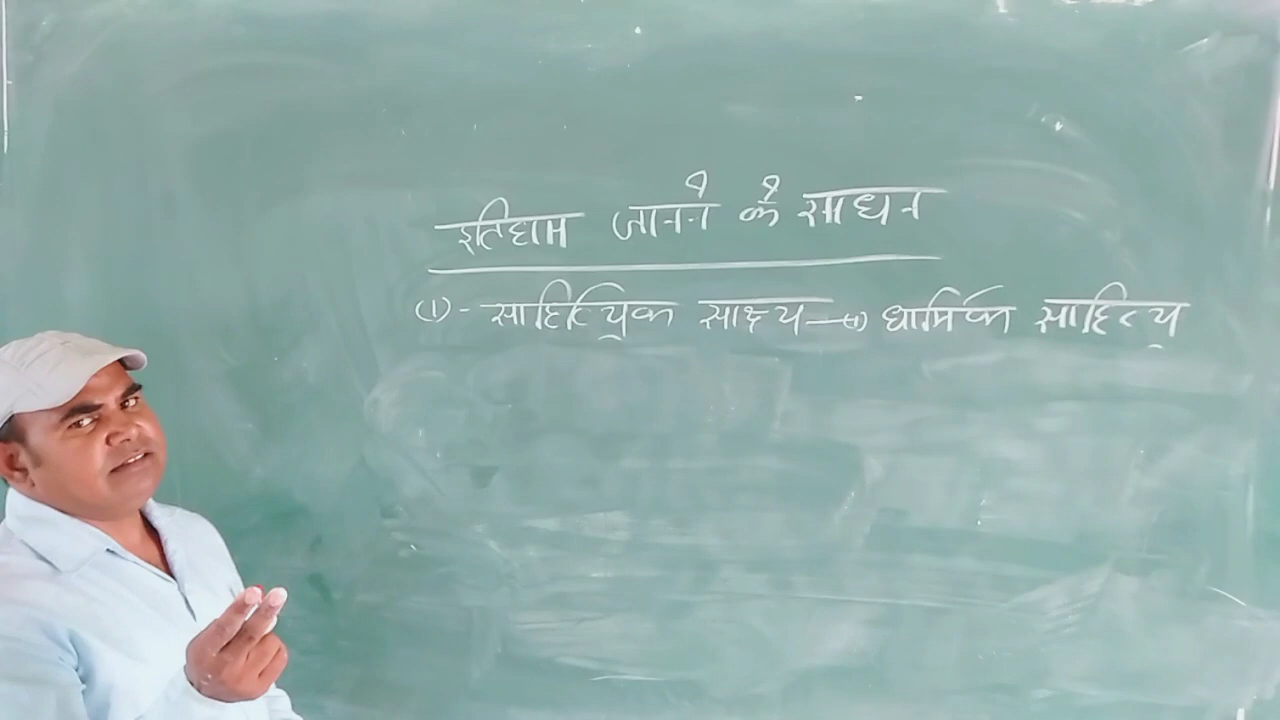 इतिहास जानने के साधन
(1)- साहित्यिक साक्ष्य — धार्मिक साहित्य